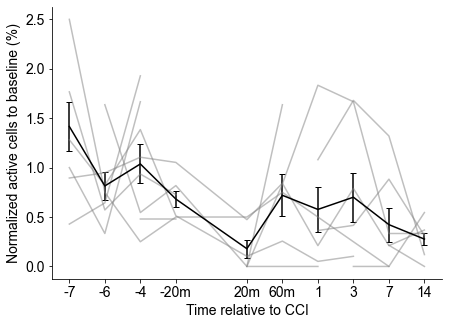 Normalized active cells to baseline (%)
2.5
2.0
1.5
1.0
0.5
0.0
-7 -6 -4 -20m 20m 60m 1 3 7 14
Time relative to CCI